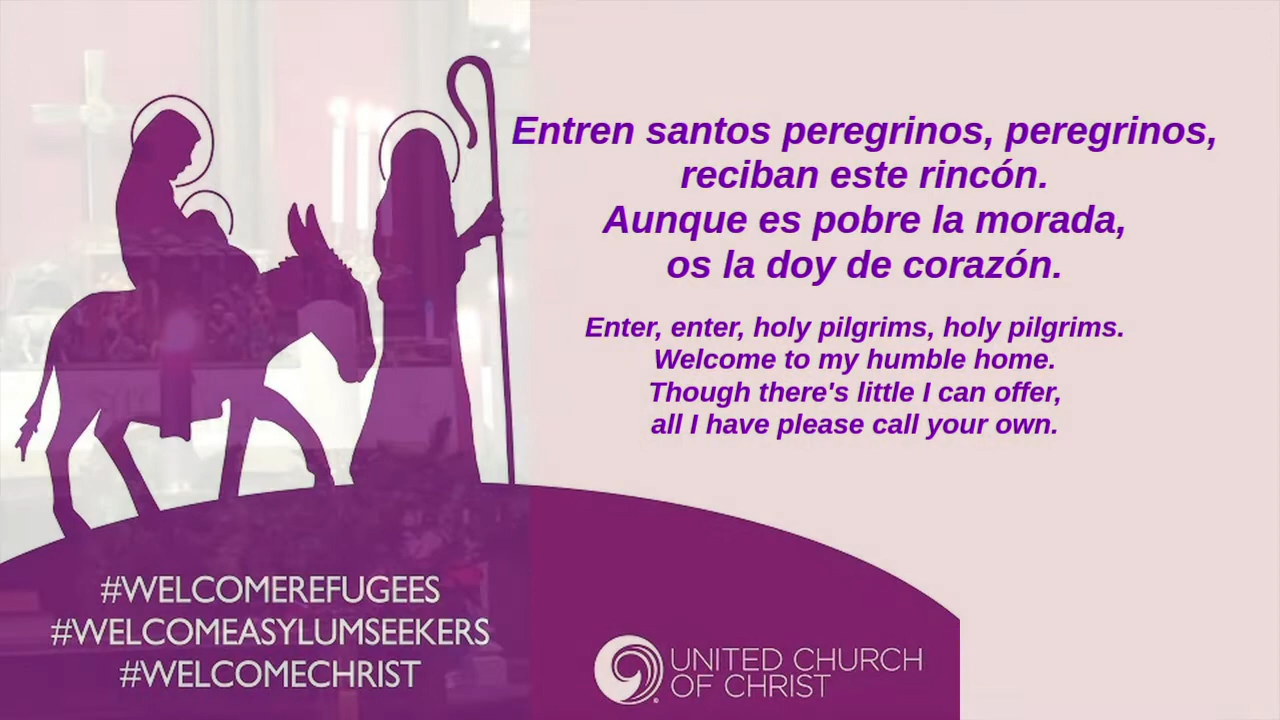 Entren santos peregrinos, peregrinos,
reciban este rincón.
Aunque es pobre la morada,
os la doy de corazón.
Enter, enter, holy pilgrims, holy pilgrims.
Welcome to my humble home.
Though there's little I can offer,
all I have please call your own.
#WELCOMEREFUGEES
#WELCOMEASYLUMSEEKERS
#WELCOMECHRIST
UNITED CHURCH
OF CHRIST